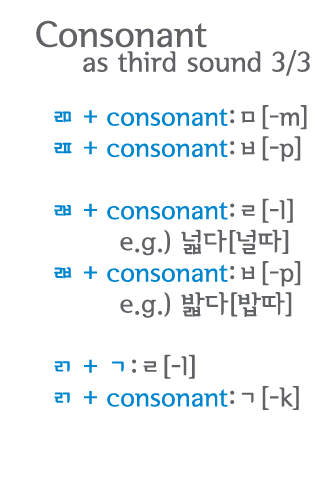 Consonant
as third sound 3/3
ㄻ + consonant: ㅁ [-m]
ㄿ + consonant: ㅂ [-p]
ㄼ + consonant: ㄹ [-l]
e.g.) 넓다[널따]
ㄼ + consonant: ㅂ [-p]
e.g.) 밟다[밥따]
ㄺ + ㄱ: ㄹ [-l]
ㄺ + consonant: ㄱ [-k]